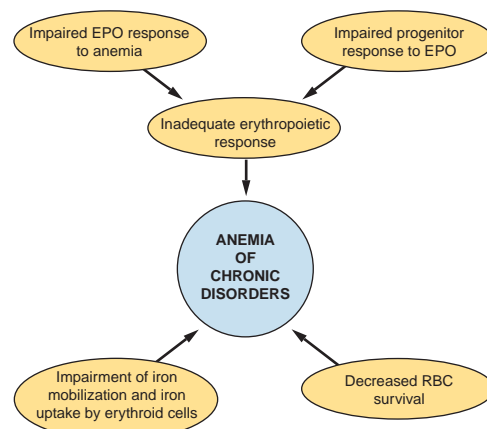 Impaired EPO response
to anemia
Impaired progenitor
response to EPO
Inadequate erythropoietic
response
ANEMIA
OF
CHRONIC
DISORDERS
Impairment of iron
mobilization and iron
uptake by erythroid cells
Decreased RBC
survival